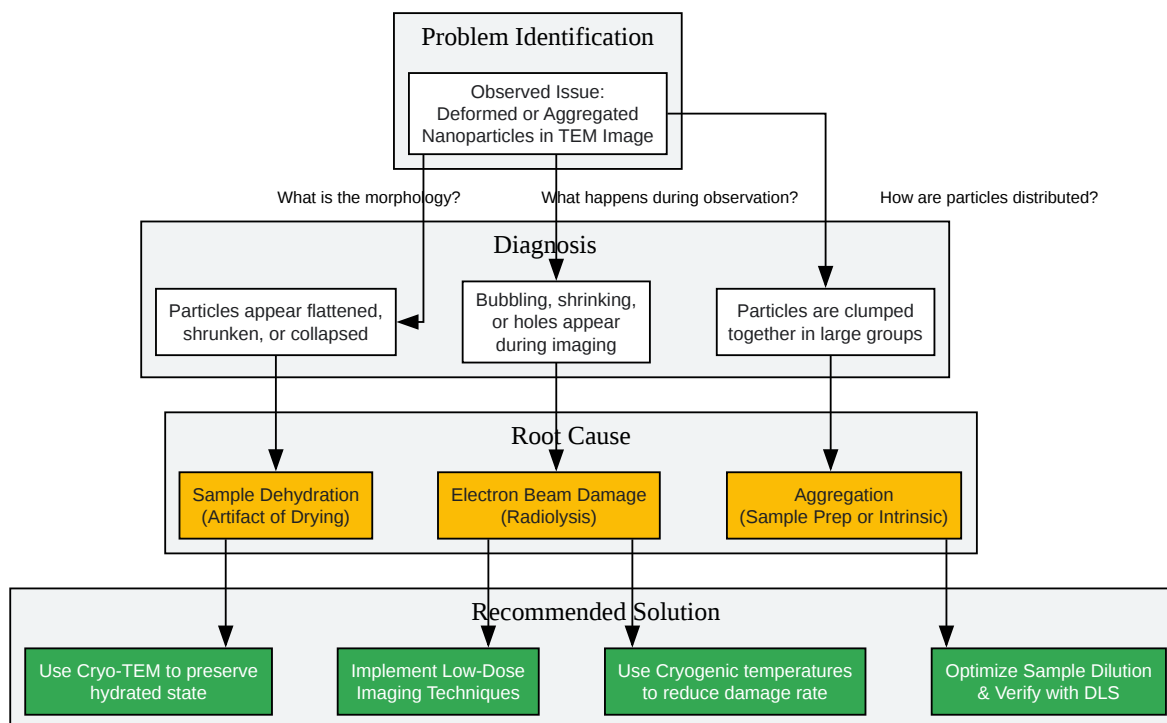 Problem Identification
Observed Issue:
Deformed or Aggregated
Nanoparticles in TEM Image
What is the morphology?
What happens during observation?
How are particles distributed?
Diagnosis
Particles appear flattened,
shrunken, or collapsed
Bubbling, shrinking,
or holes appear
during imaging
Particles are clumped
together in large groups
Root Cause
Sample Dehydration
(Artifact of Drying)
Electron Beam Damage
(Radiolysis)
Aggregation
(Sample Prep or Intrinsic)
Recommended Solution
Use Cryo-TEM to preserve
hydrated state
Implement Low-Dose
Imaging Techniques
Use Cryogenic temperatures
to reduce damage rate
Optimize Sample Dilution
& Verify with DLS